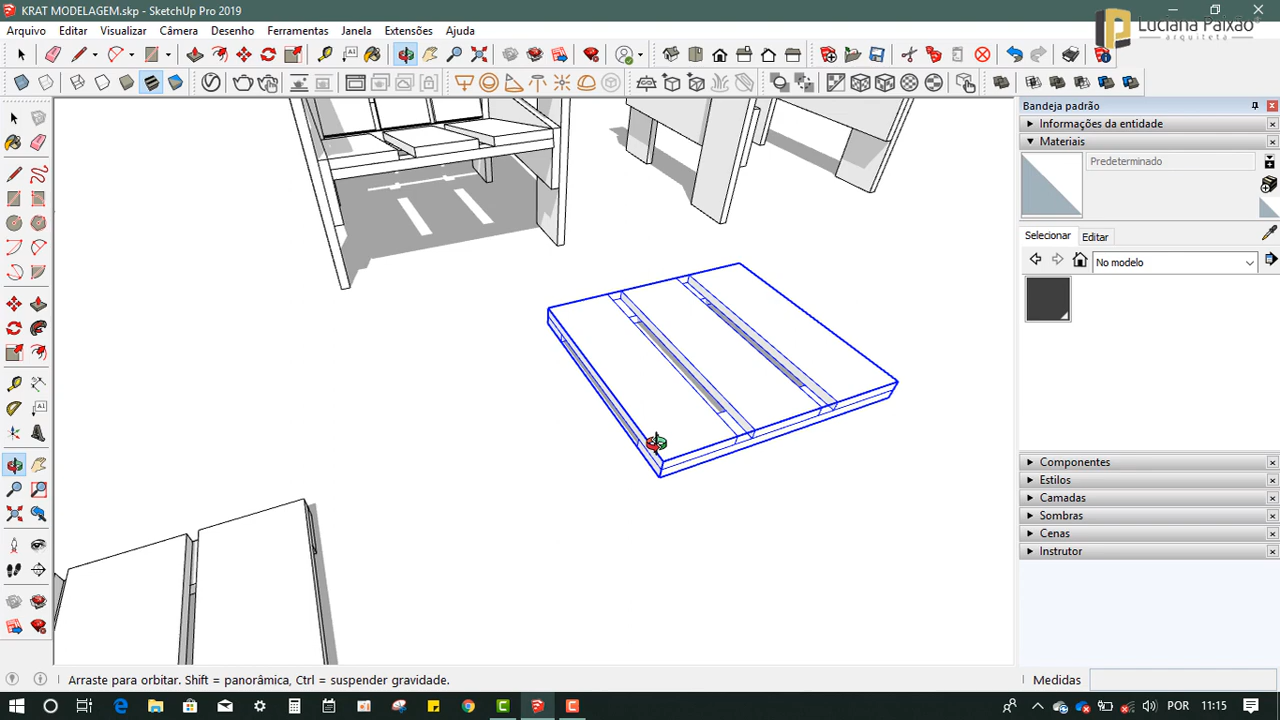 KRAT MODELAGEM.skp - SketchUp Pro 2019
Luciana Paixão
arquiteta
Arquivo Editar Visualizar Câmera Desenho Ferramentas Janela Extensões Ajuda
Bandeja padrão
Informações da entidade
Materiais
Predeterminado
Selecionar Editar
No modelo
Componentes
Estilos
Camadas
Sombras
Cenas
Instrutor
Arraste para orbitar. Shift = panorâmica, Ctrl = suspender gravidade.
Medidas
POR 11:15